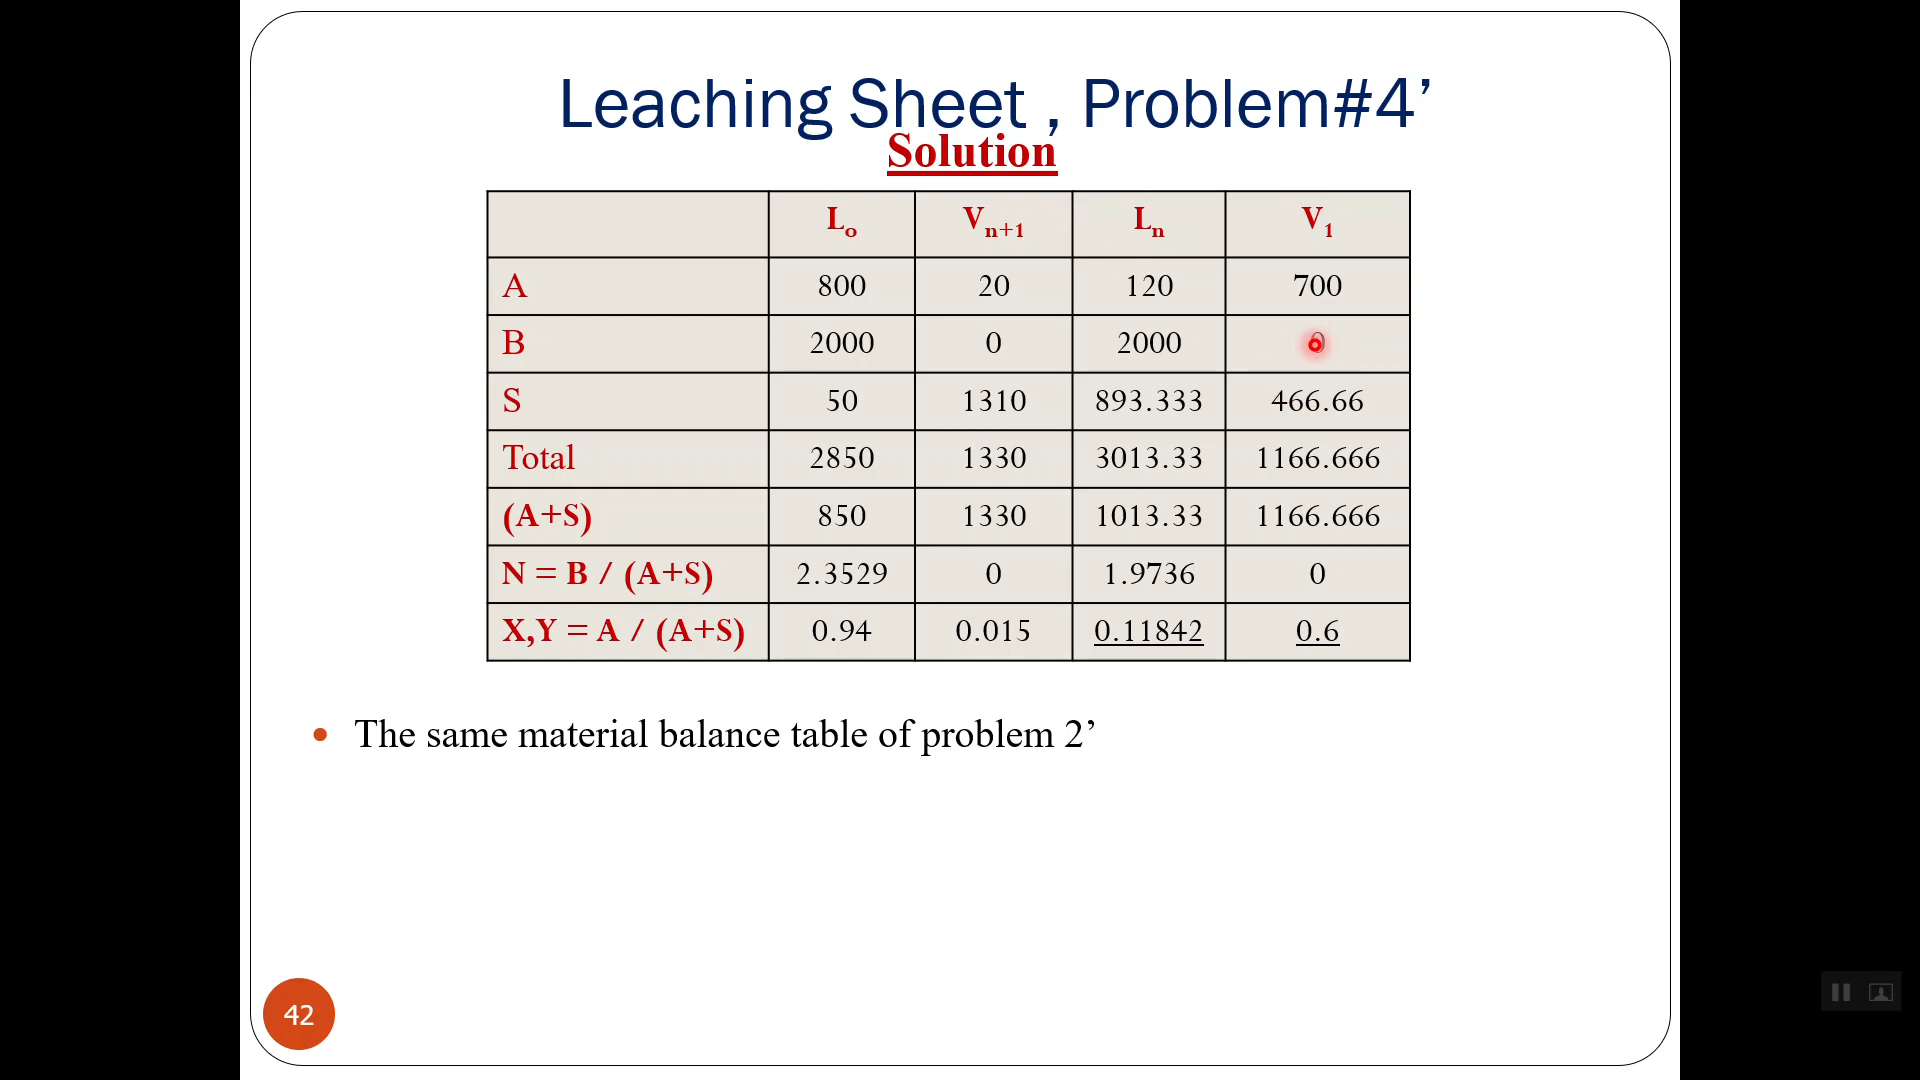 Leaching Sheet , Problem#4’
Solution
Lo Vn+1 Ln V1
A 800 20 120 700
B 2000 0 2000 0
S 50 1310 893.333 466.66
Total 2850 1330 3013.33 1166.666
(A+S) 850 1330 1013.33 1166.666
N = B / (A+S) 2.3529 0 1.9736 0
X,Y = A / (A+S) 0.94 0.015 0.11842 0.6
• The same material balance table of problem 2’
42